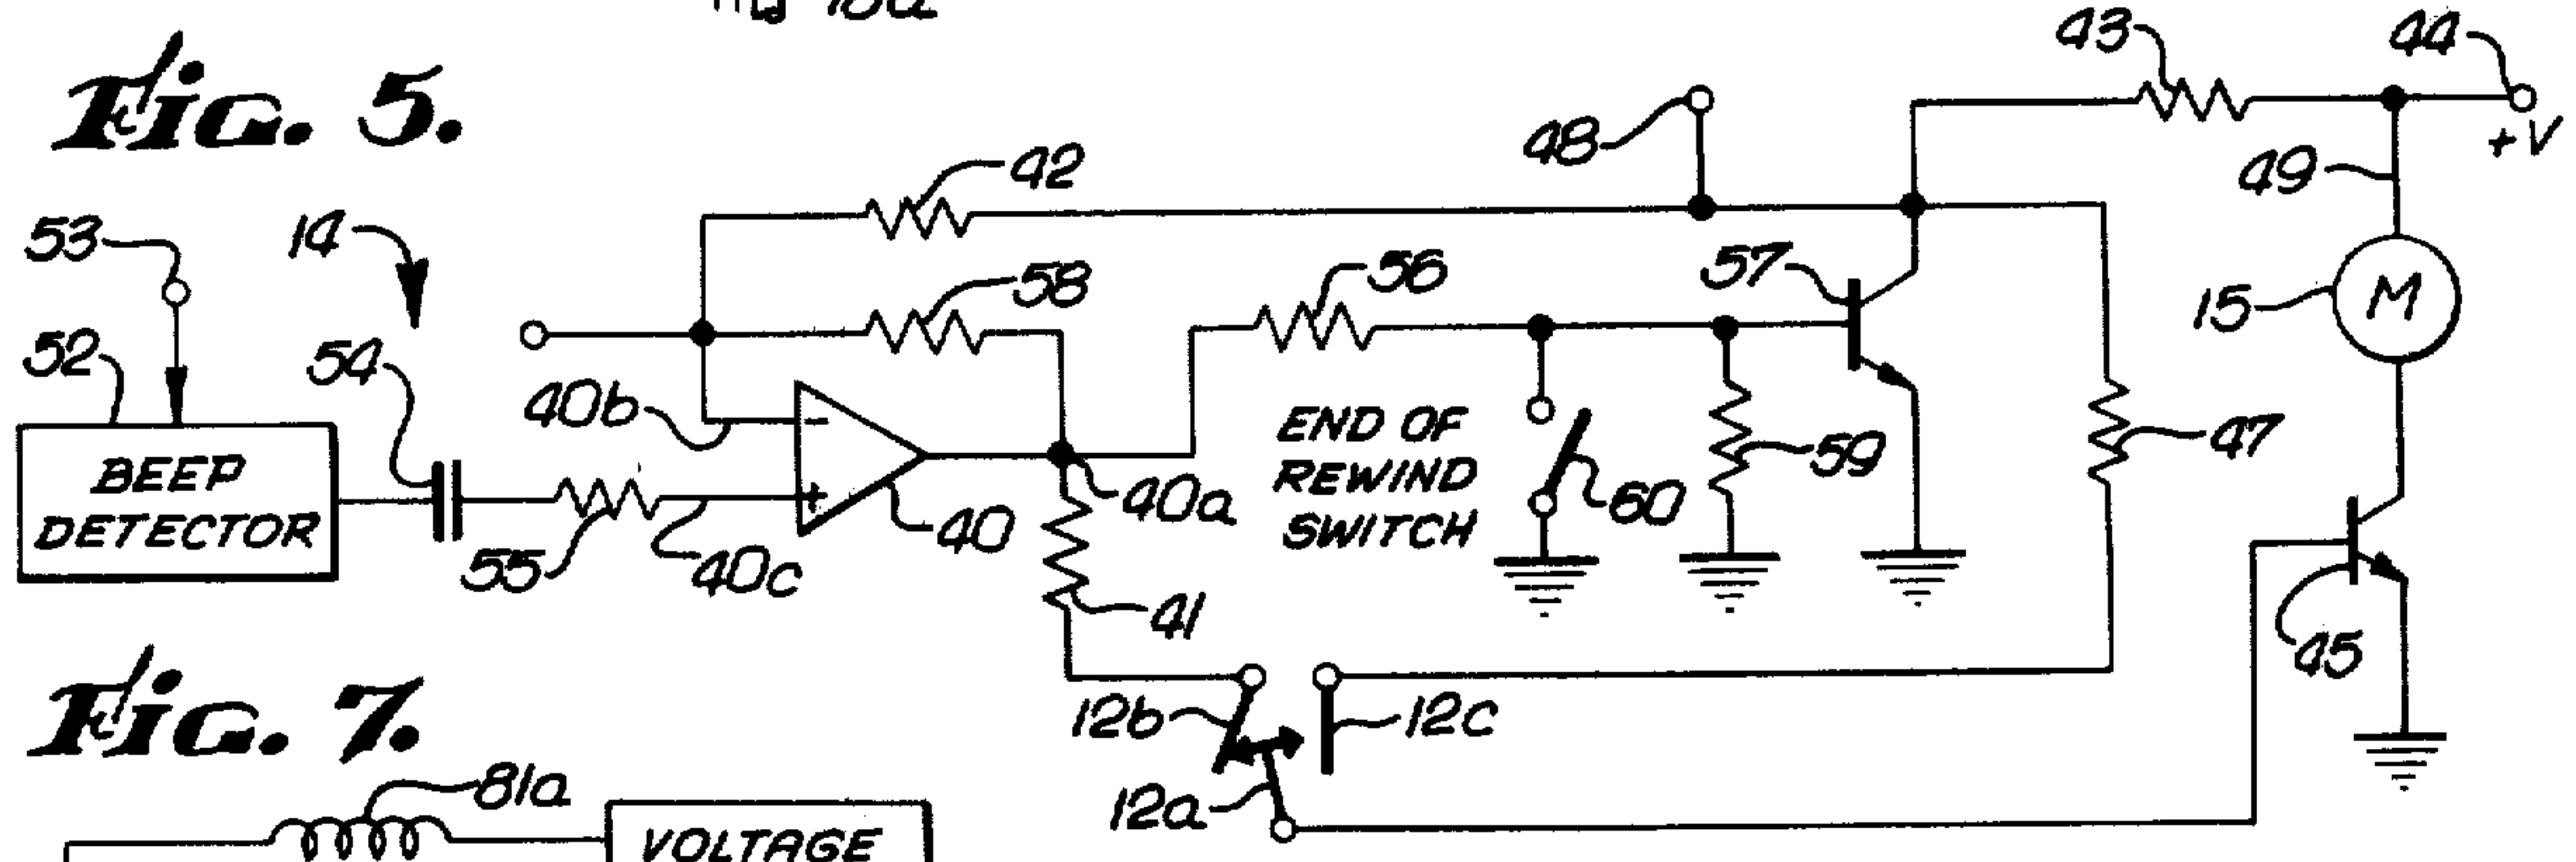 18a
Fig. 5.
43
44
+V
48
42
49
53
14
58
56
57
15
M
52
54
40b
-
END OF
REWIND
SWITCH
BEEP
DETECTOR
+
40
40a
60
59
47
55
40c
41
45
12b
12c
12a
Fig. 7.
81a
VOLTAGE